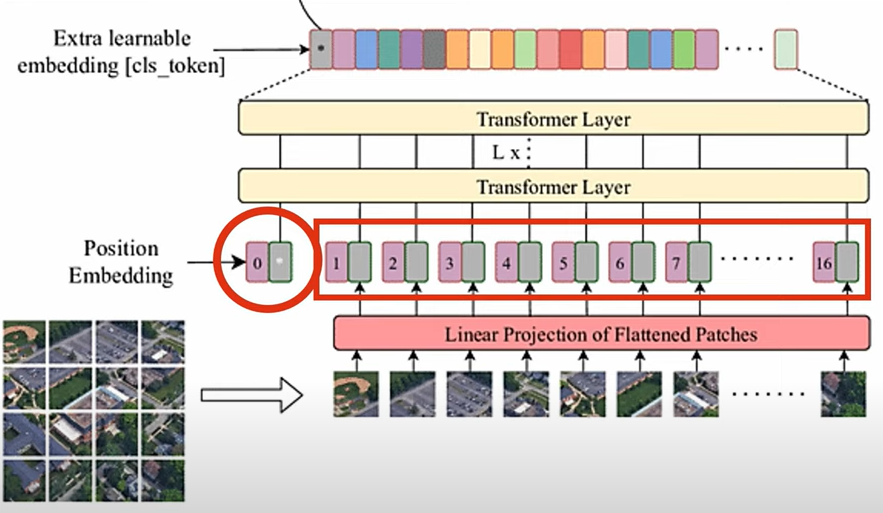 Extra learnable
embedding [cls_token]
*
Transformer Layer
L x
Transformer Layer
Position
Embedding
0 * 1 2 3 4 5 6 7 16
Linear Projection of Flattened Patches